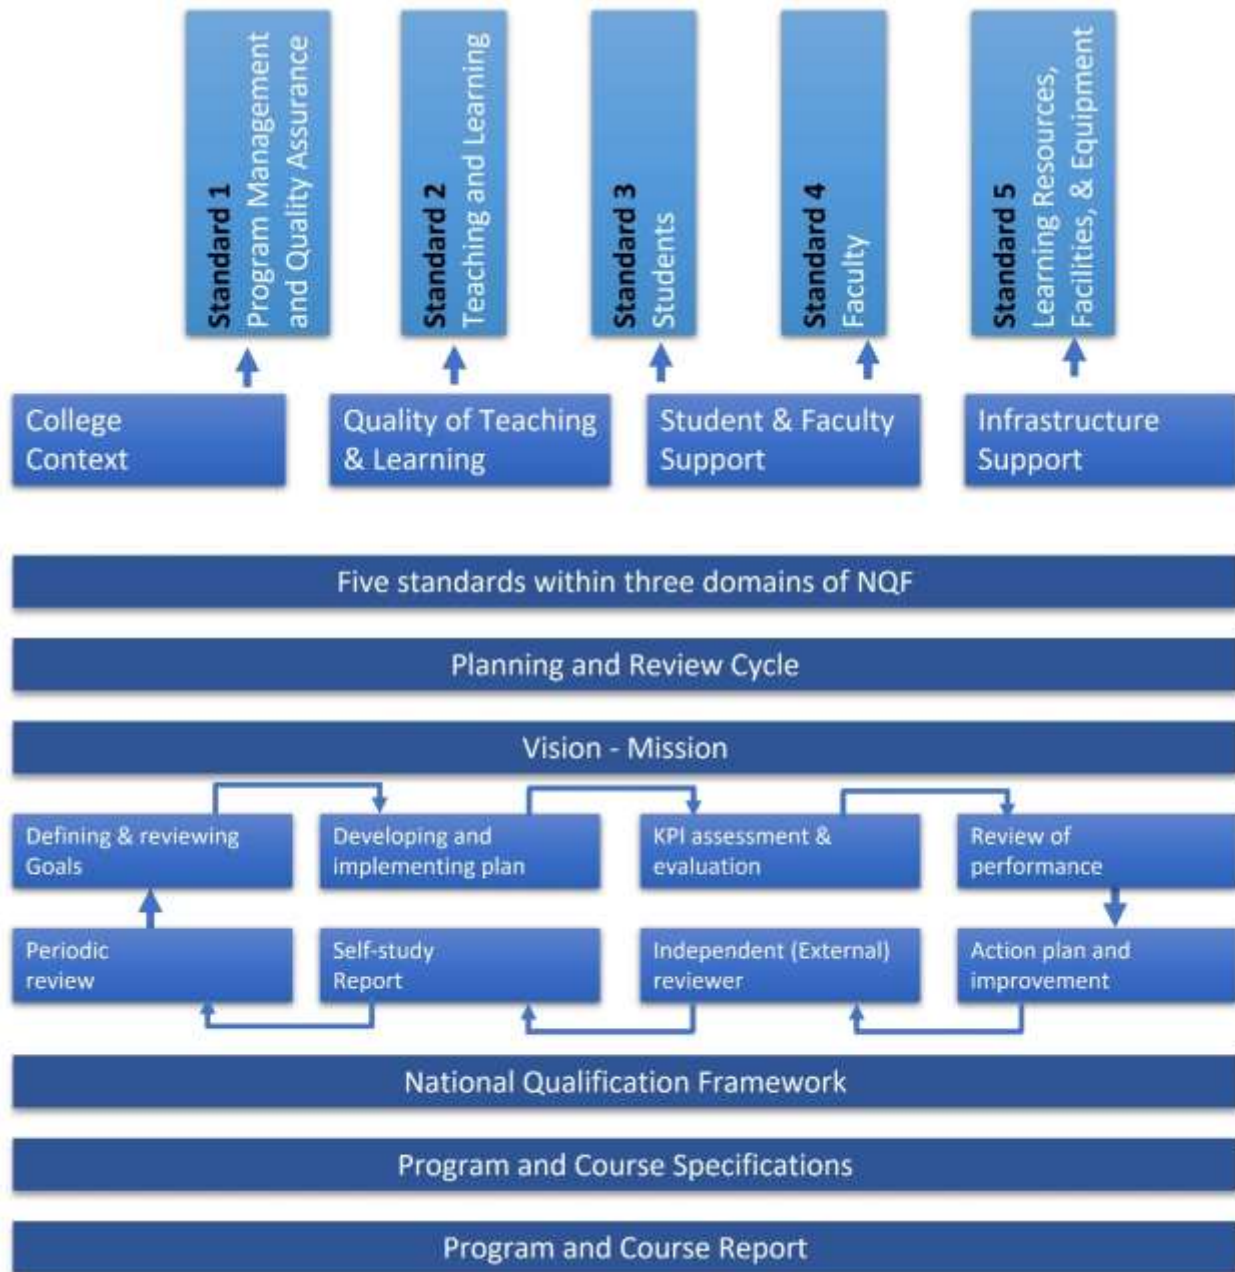 Standard 1
Program Management
and Quality Assurance
Standard 2
Teaching and Learning
Standard 3
Students
Standard 4
Faculty
Standard 5
Learning Resources,
Facilities, & Equipment
College
Context
Quality of Teaching
& Learning
Student & Faculty
Support
Infrastructure
Support
Five standards within three domains of NQF
Planning and Review Cycle
Vision - Mission
Defining & reviewing
Goals
Developing and
implementing plan
KPI assessment &
evaluation
Review of
performance
Periodic
review
Self-study
Report
Independent (External)
reviewer
Action plan and
improvement
National Qualification Framework
Program and Course Specifications
Program and Course Report